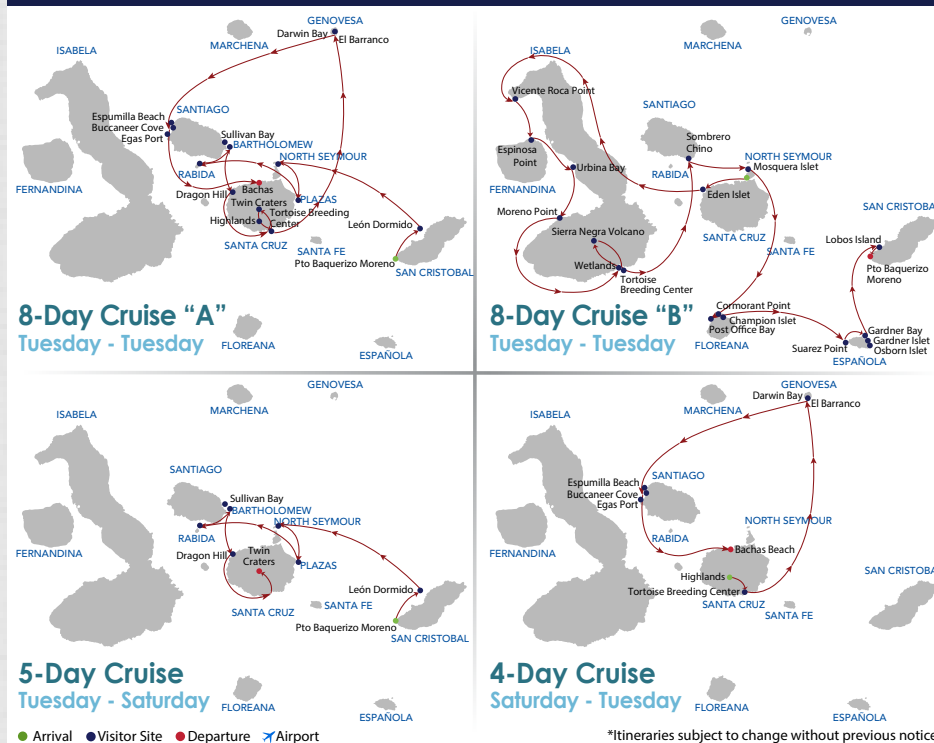 GENOVESA
Darwin Bay
El Barranco
MARCHENA
ISABELA
Espumilla Beach
SANTIAGO
Buccaneer Cove
Egas Port
Sullivan Bay
BARTHOLOMEW
NORTH SEYMOUR
RABIDA
FERNANDINA
Dragon Hill
Bachas
Twin Craters
PLAZAS
Tortoise Breeding
Center
Highlands
León Dormido
SANTA CRUZ
SANTA FE
Pto Baquerizo Moreno
SAN CRISTOBAL
8-Day Cruise “A”
Tuesday - Tuesday
FLOREANA
ESPAÑOLA
GENOVESA
MARCHENA
ISABELA
Vicente Roca Point
SANTIAGO
Sombrero
Chino
Espinosa
Point
NORTH SEYMOUR
Mosquera Islet
Urbina Bay
RABIDA
FERNANDINA
Eden Islet
Moreno Point
SAN CRISTOBA
Sierra Negra Volcano
SANTA CRUZ
Lobos Island
SANTA FE
Wetlands
Pto Baquerizo
Moreno
Tortoise
Breeding Center
Cormorant Point
Champion Islet
Post Office Bay
8-Day Cruise “B”
Tuesday - Tuesday
FLOREANA
Gardner Bay
Gardner Islet
Suarez Point
Osborn Islet
ESPAÑOLA
GENOVESA
MARCHENA
ISABELA
SANTIAGO
Sullivan Bay
BARTHOLOMEW
NORTH SEYMOUR
RABIDA
FERNANDINA
Dragon Hill
Twin
Craters
PLAZAS
León Dormido
SANTA CRUZ
SANTA FE
Pto Baquerizo Moreno
SAN CRISTOBAL
5-Day Cruise
Tuesday - Saturday
FLOREANA
ESPAÑOLA
GENOVESA
Darwin Bay
El Barranco
MARCHENA
ISABELA
SANTIAGO
Espumilla Beach
Buccaneer Cove
Egas Port
NORTH SEYMOUR
RABIDA
Bachas Beach
FERNANDINA
Highlands
SAN CRISTOBA
Tortoise Breeding Center
SANTA CRUZ
SANTA FE
4-Day Cruise
Saturday - Tuesday
FLOREANA
ESPAÑOLA
Arrival Visitor Site Departure Airport
*Itineraries subject to change without previous notice